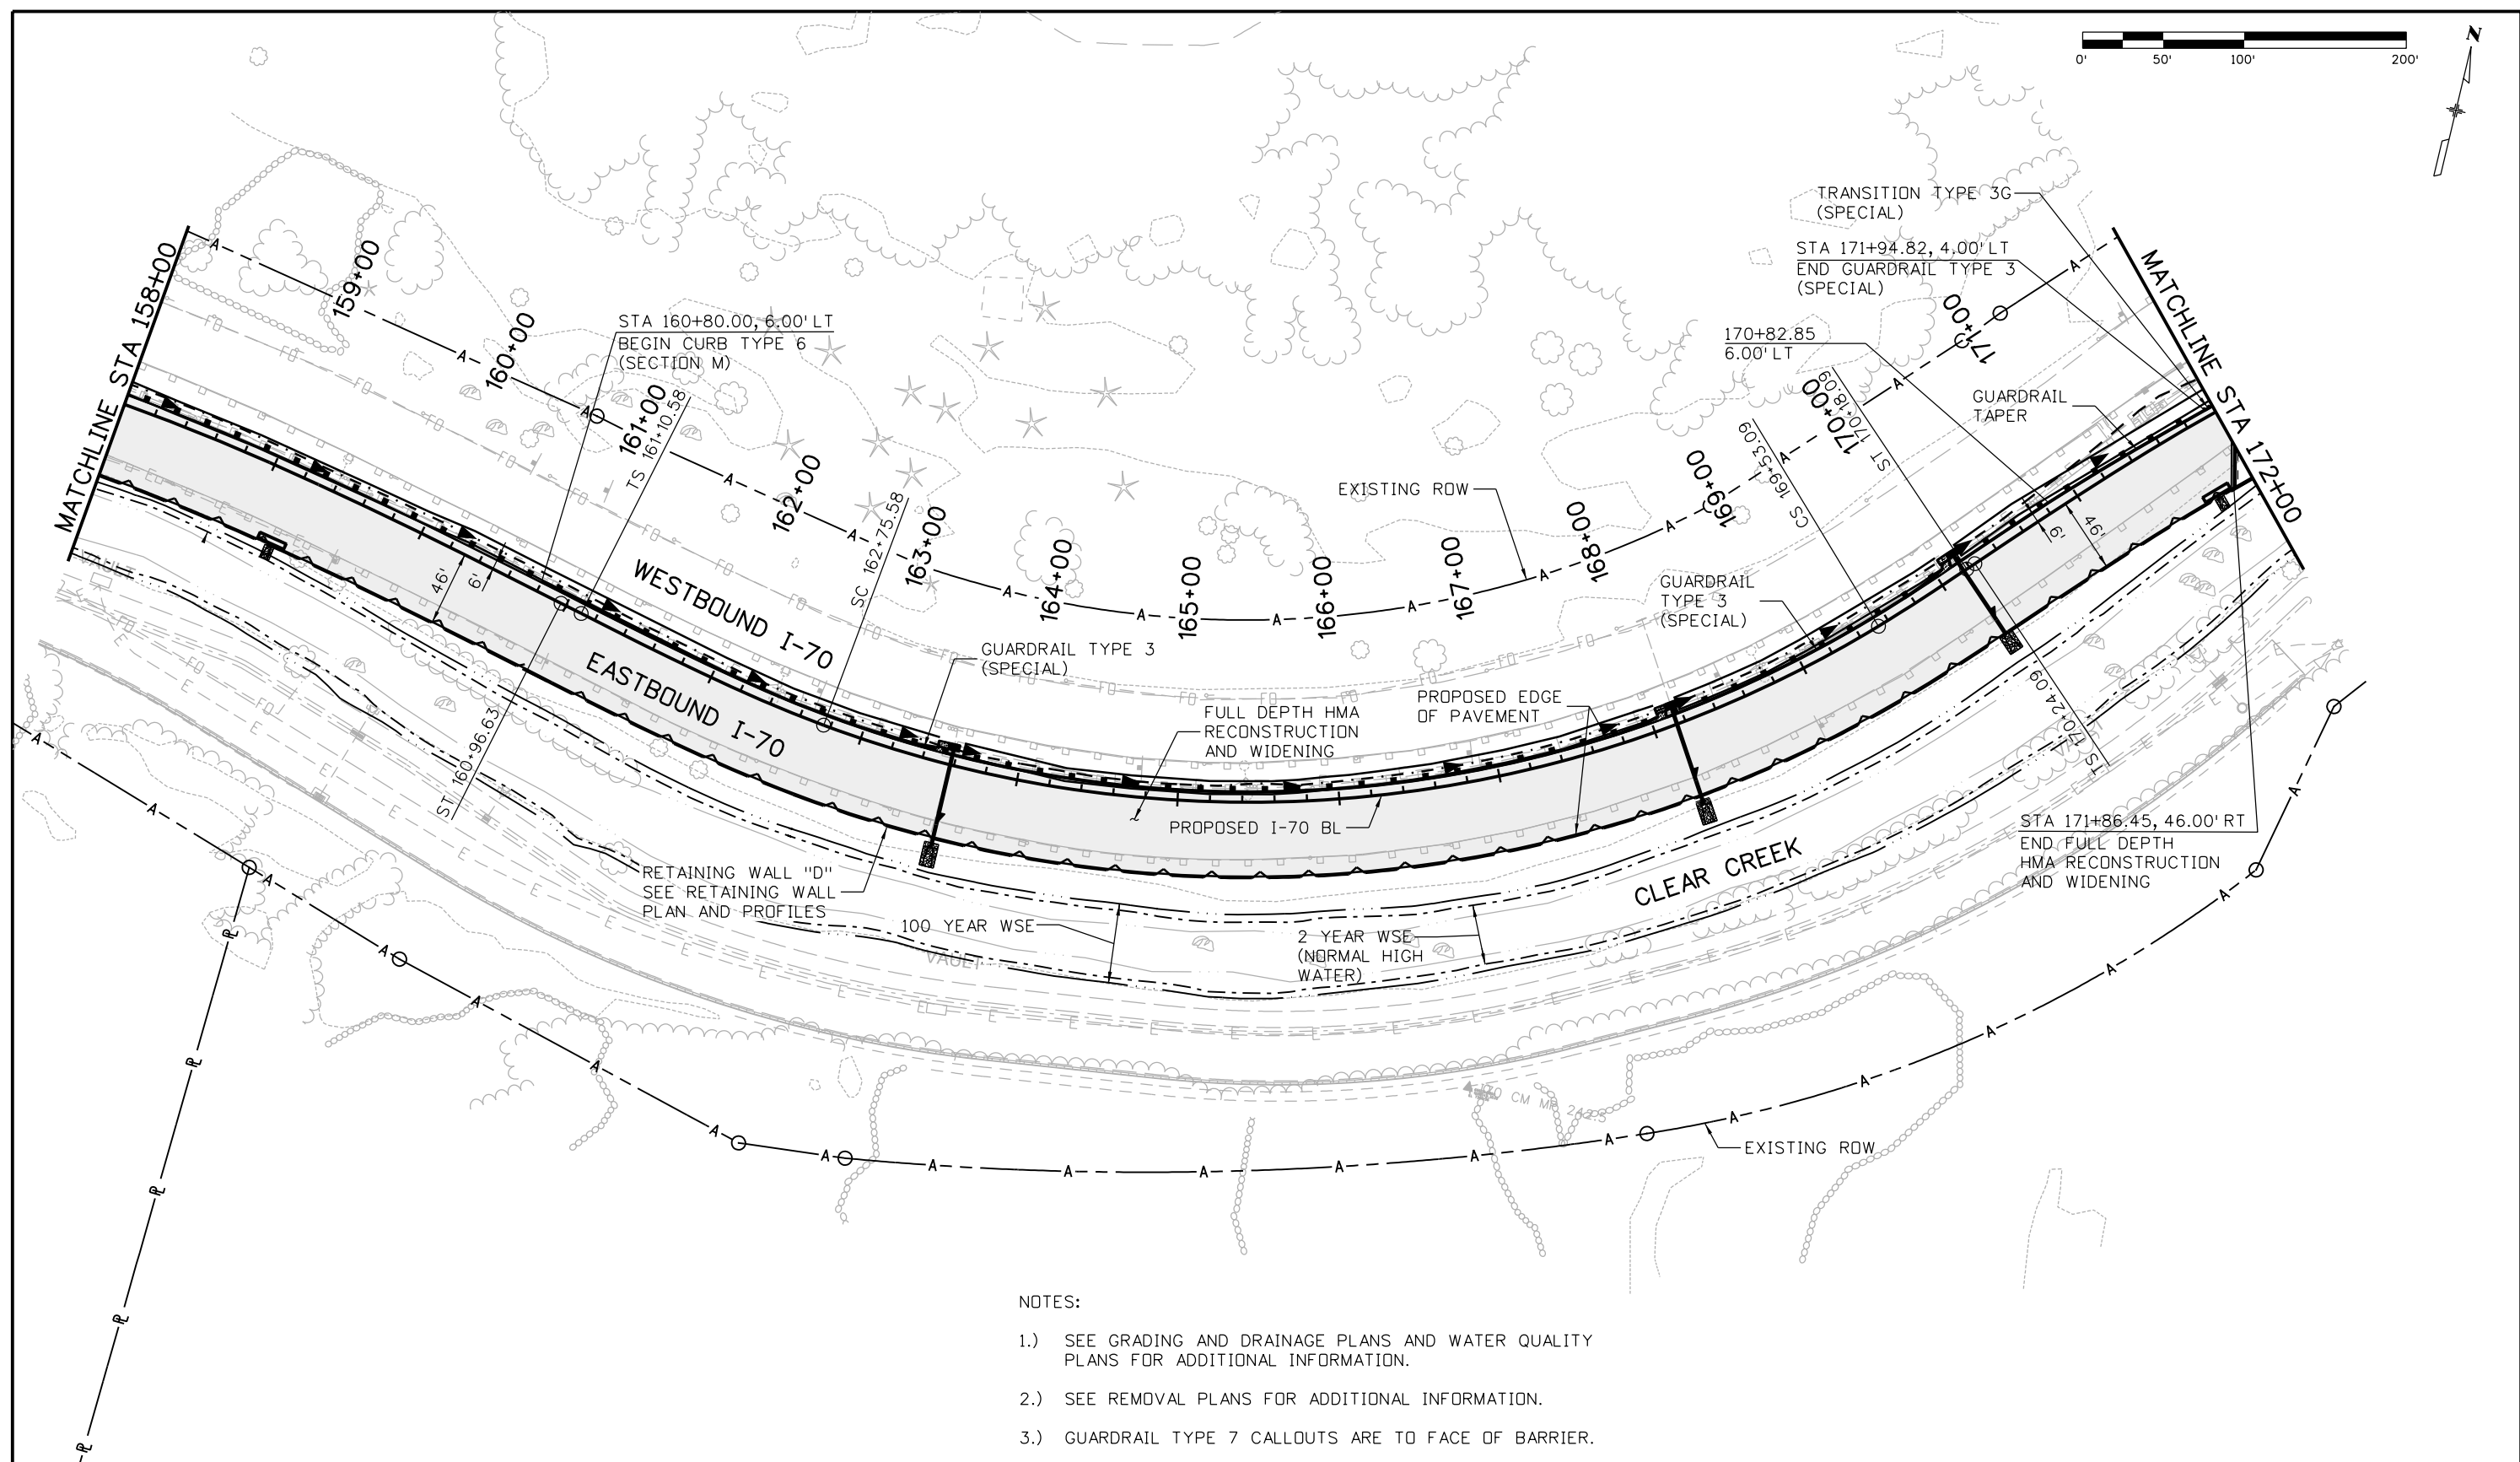 N
0' 50' 100' 200'
TRANSITION TYPE 3G
(SPECIAL)
STA 171+94.82, 4.00' LT
END GUARDRAIL TYPE 3
(SPECIAL)
170+82.85
6.00' LT
GUARDRAIL
TAPER
MATCHLINE STA 158+00
159+00
160+00
161+00
162+00
163+00
164+00
165+00
166+00
167+00
168+00
169+00
170+00
171+00
MATCHLINE STA 172+00
STA 160+80.00, 6.00' LT
BEGIN CURB TYPE 6
(SECTION M)
TS 161+10.58
SC 162+75.58
CS 169+53.09
ST 170+18.09
EXISTING ROW
GUARDRAIL
TYPE 3
(SPECIAL)
46'
6'
6'
46'
WESTBOUND I-70
EASTBOUND I-70
GUARDRAIL TYPE 3
(SPECIAL)
FULL DEPTH HMA
RECONSTRUCTION
AND WIDENING
PROPOSED EDGE
OF PAVEMENT
PROPOSED I-70 BL
ST 160+96.63
TS 170+24.09
STA 171+86.45, 46.00' RT
END FULL DEPTH
HMA RECONSTRUCTION
AND WIDENING
RETAINING WALL "D"
SEE RETAINING WALL
PLAN AND PROFILES
100 YEAR WSE
2 YEAR WSE
(NORMAL HIGH
WATER)
CLEAR CREEK
VAULT
EXISTING ROW
NOTES:
1.) SEE GRADING AND DRAINAGE PLANS AND WATER QUALITY
PLANS FOR ADDITIONAL INFORMATION.
2.) SEE REMOVAL PLANS FOR ADDITIONAL INFORMATION.
3.) GUARDRAIL TYPE 7 CALLOUTS ARE TO FACE OF BARRIER.